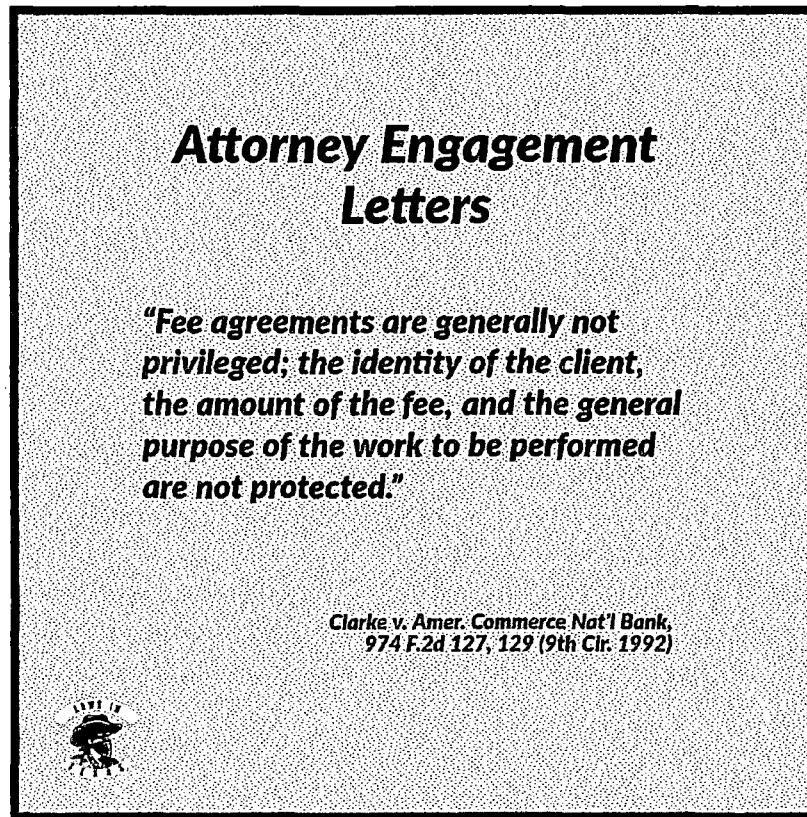 Attorney Engagement
Letters
"Fee agreements are generally not
privileged; the identity of the client,
the amount of the fee, and the general
purpose of the work to be performed
are not protected."
Clarke v. Amer. Commerce Nat'l Bank,
974 F.2d 127, 129 (9th Cir. 1992)